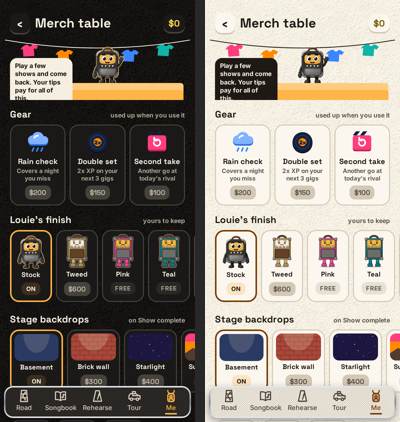 < Merch table $0
Play a few
shows and come
back. Your tips
pay for all of
this.
Gear used up when you use it
Rain check
Covers a night
you miss
$200
Double set
2x XP on your
next 3 gigs
$150
Second take
Another go at
today's rival
$100
Louie's finish yours to keep
Stock
ON
Tweed
$600
Pink
FREE
Teal
FREE
Stage backdrops on Show complete
Basement
ON
Brick wall
$300
Starlight
$400
Road Songbook Rehearse Tour Me
< Merch table $0
Play a few
shows and come
back. Your tips
pay for all of
this.
Gear used up when you use it
Rain check
Covers a night
you miss
$200
Double set
2x XP on your
next 3 gigs
$150
Second take
Another go at
today's rival
$100
Louie's finish yours to keep
Stock
ON
Tweed
$600
Pink
FREE
Teal
FREE
Stage backdrops on Show complete
Basement
ON
Brick wall
$300
Starlight
$400
Road Songbook Rehearse Tour Me